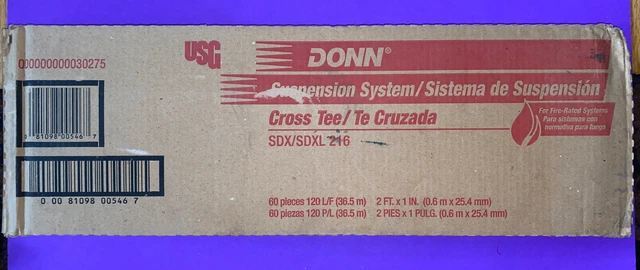 000000000030275
USG
DONN®
Suspension System/Sistema de Suspensión
Cross Tee/Te Cruzada
SDX/SDXL 216
For Fire-Rated Systems
Para sistemas con
normativa para fuego
0 81098 00546 7
0 00 81098 00546 7
60 pieces 120 L/F (36.5 m) 2 FT. x 1 IN. (0.6 m x 25.4 mm)
60 piezas 120 P/L (36.5 m) 2 PIES x 1 PULG. (0.6 m x 25.4 mm)